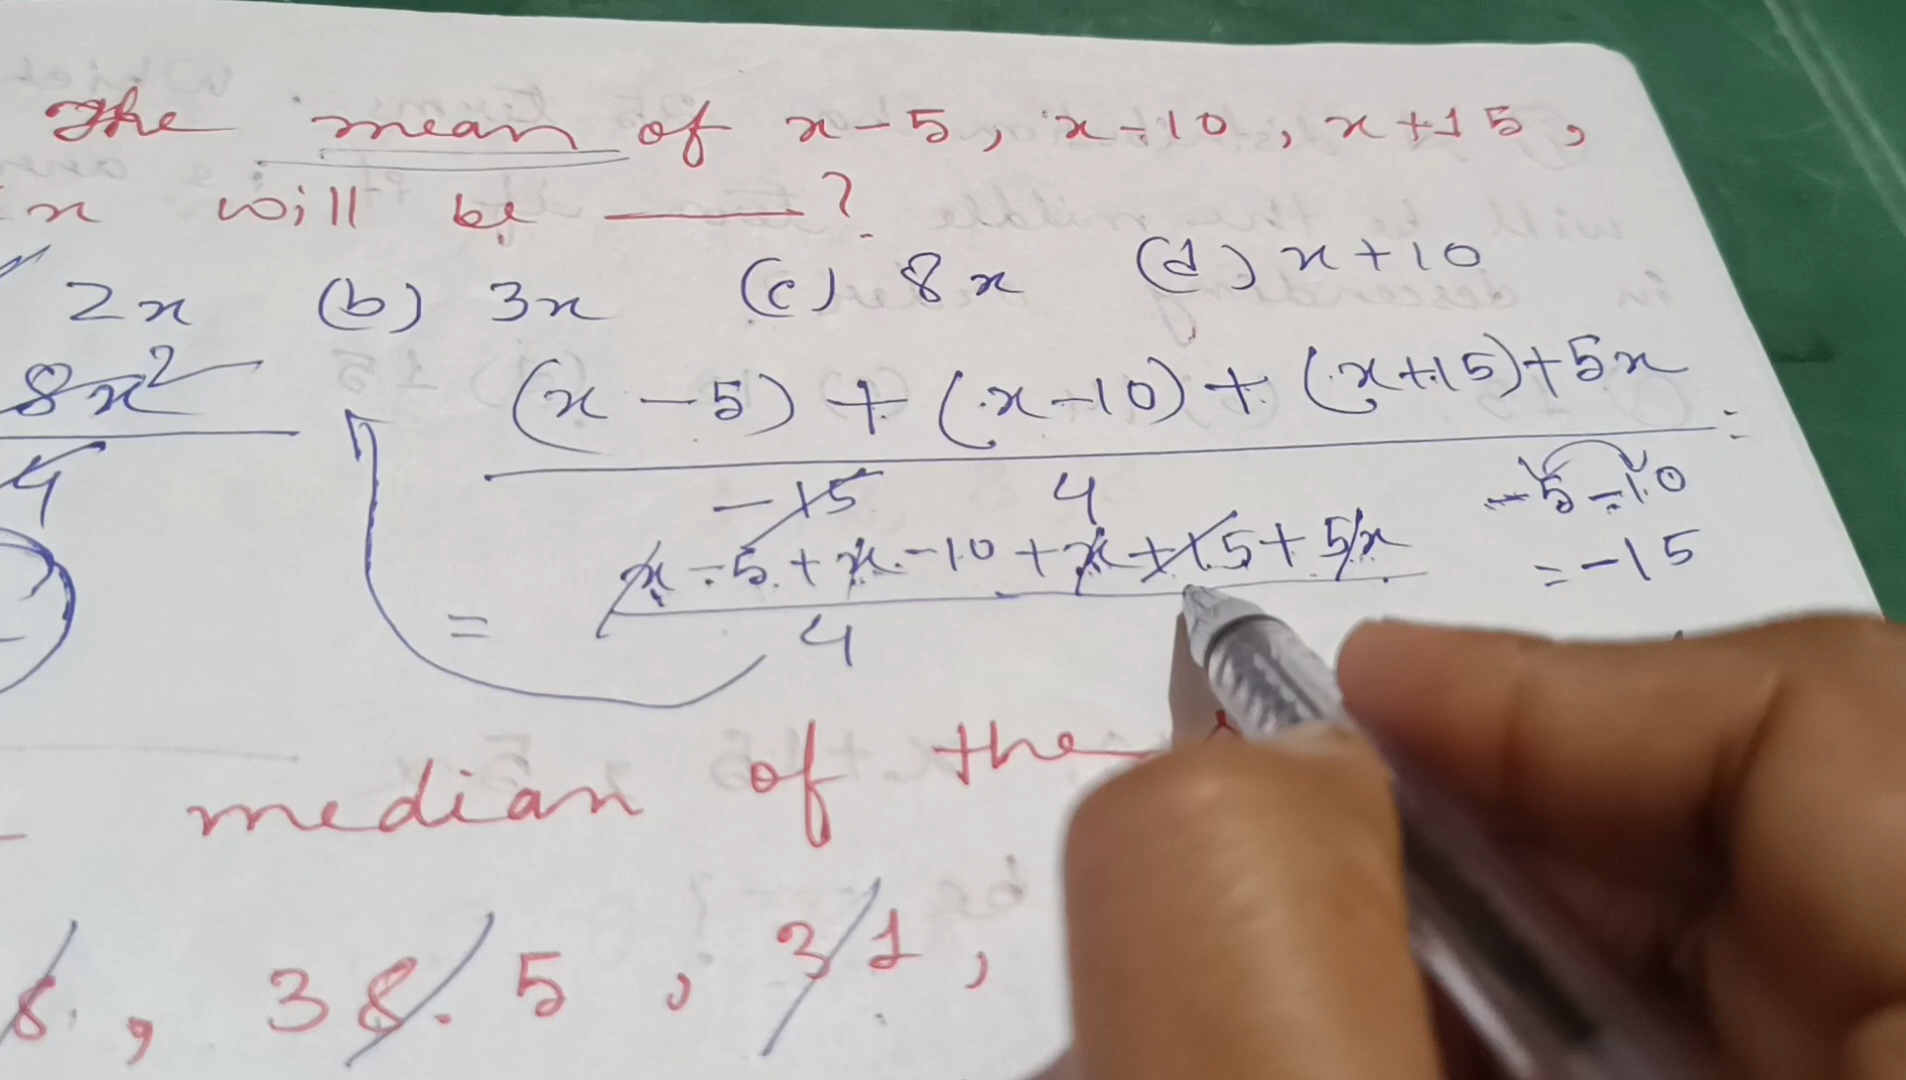 The mean of x-5, x-10, x+15,
x will be ____?
2x (b) 3x (c) 8x (d) x+10
8x² (x-5)+(x-10)+(x+15)+5x =
4 4
-15 -5-10
= x-5+x-10+x+15+5x = -15
4
median of the
8, 38.5, 31,